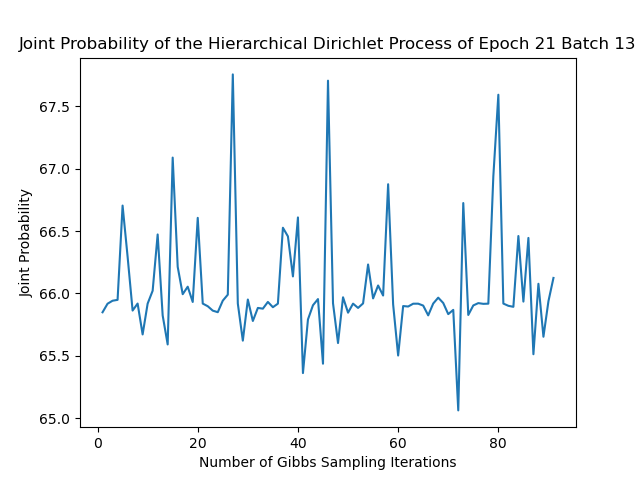 Joint Probability of the Hierarchical Dirichlet Process of Epoch 21 Batch 13
67.5
67.0
66.5
66.0
65.5
65.0
Joint Probability
0 20 40 60 80
Number of Gibbs Sampling Iterations